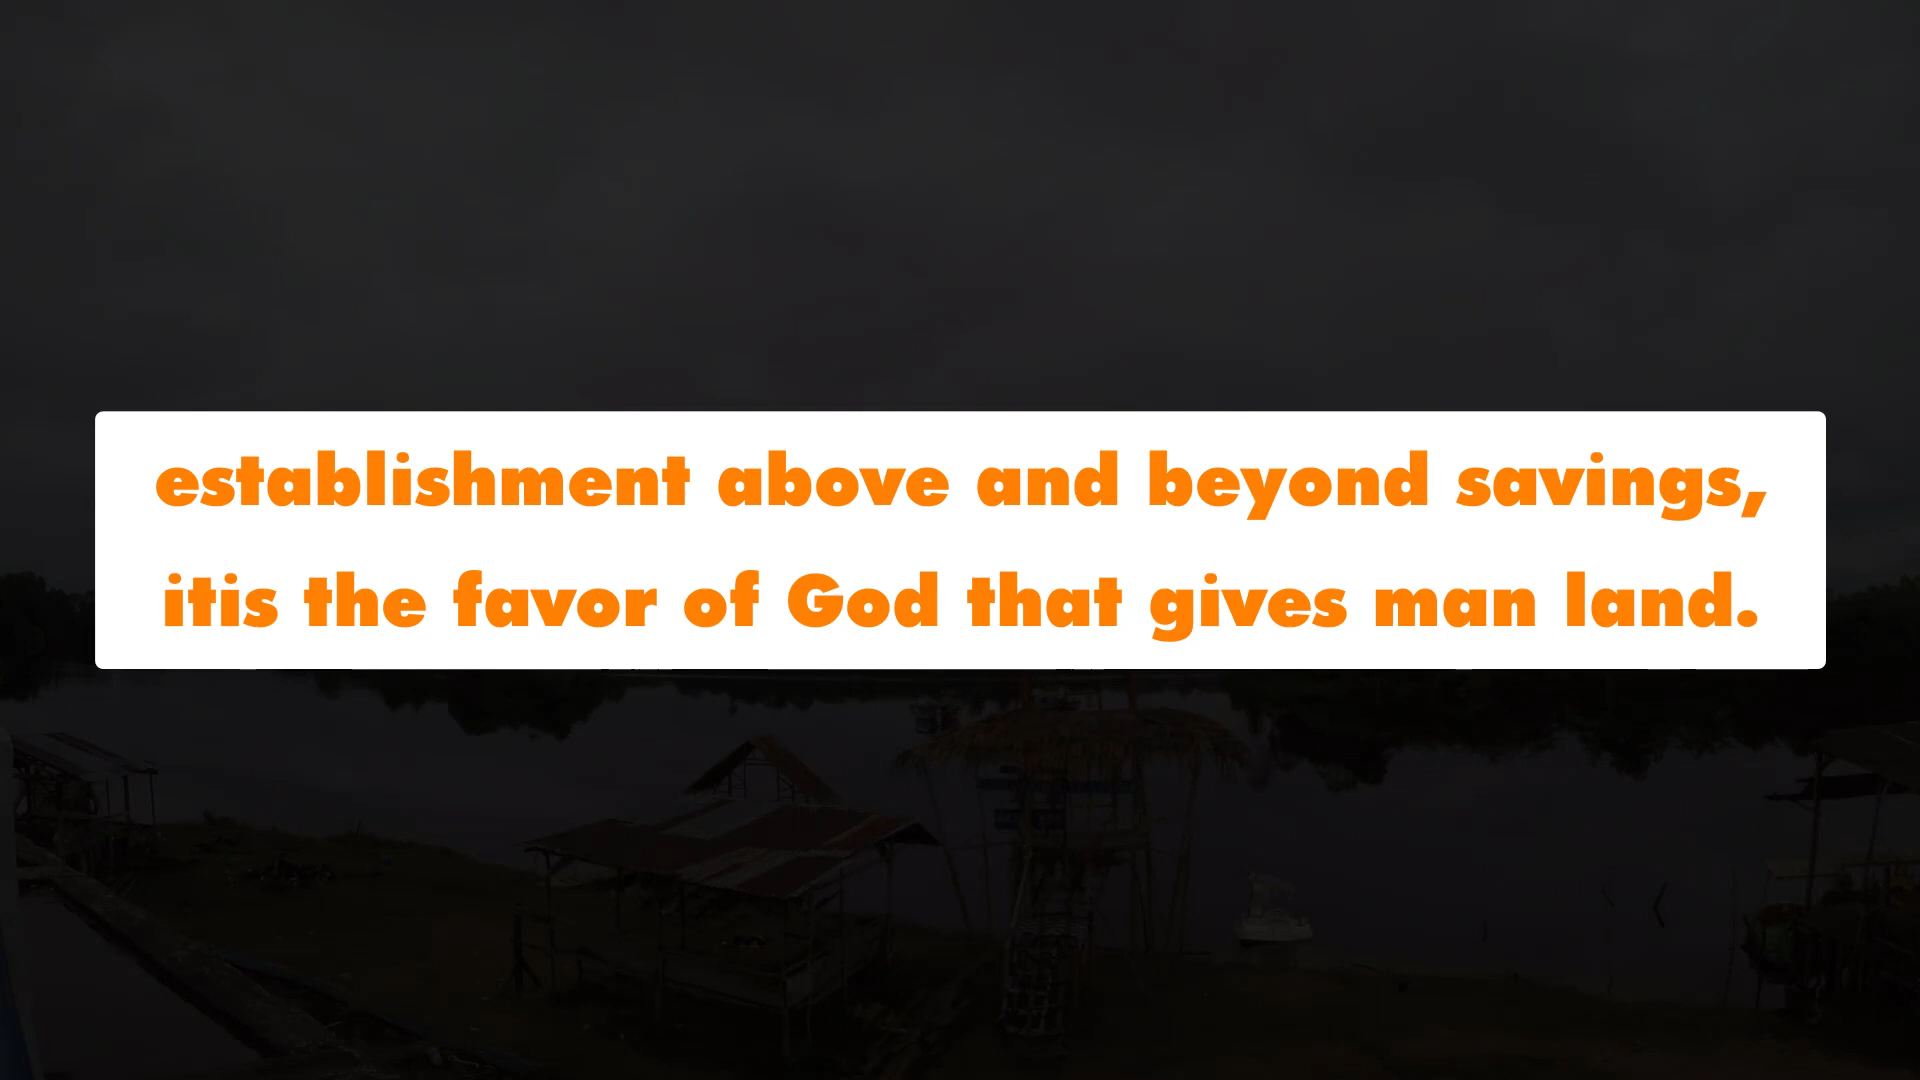 establishment above and beyond savings,
itis the favor of God that gives man land.